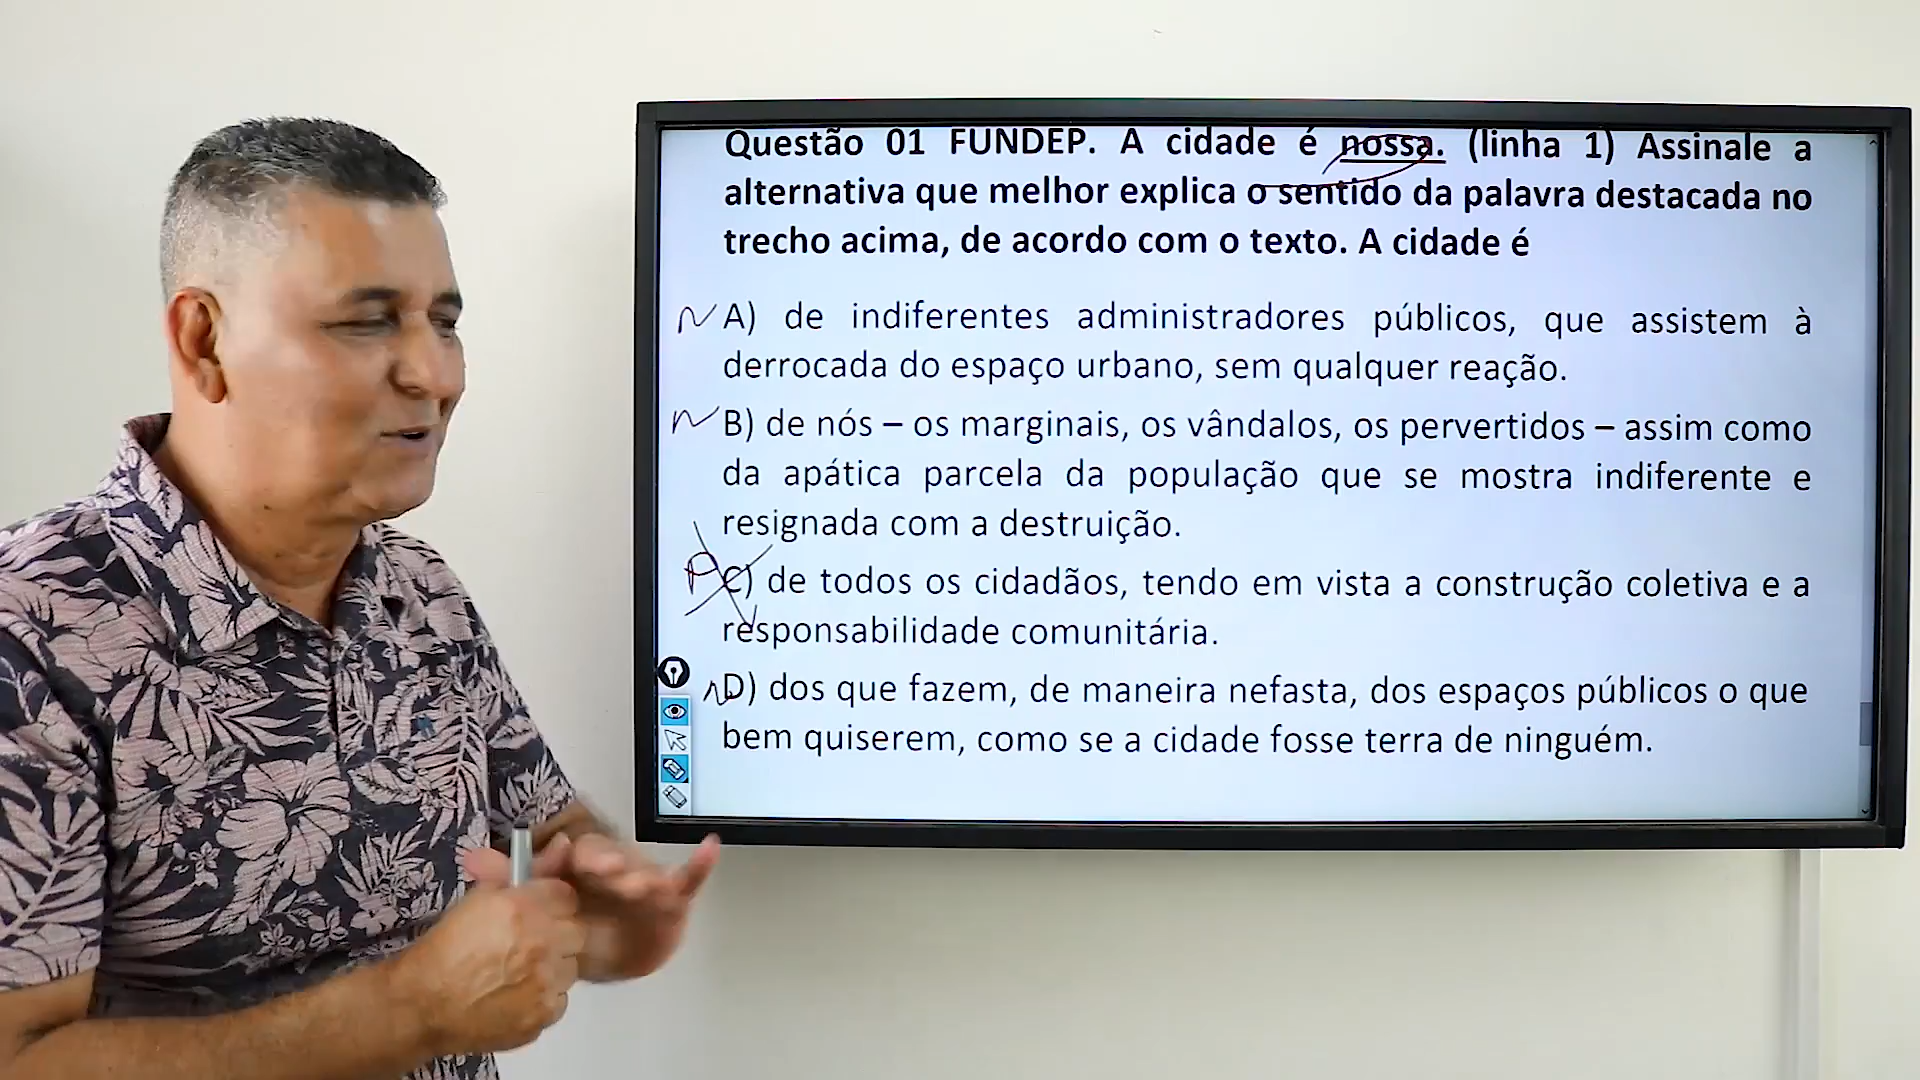 Questão 01 FUNDEP. A cidade é nossa. (linha 1) Assinale a
alternativa que melhor explica o sentido da palavra destacada no
trecho acima, de acordo com o texto. A cidade é
N A) de indiferentes administradores públicos, que assistem à
derrocada do espaço urbano, sem qualquer reação.
N B) de nós – os marginais, os vândalos, os pervertidos – assim como
da apática parcela da população que se mostra indiferente e
resignada com a destruição.
P C) de todos os cidadãos, tendo em vista a construção coletiva e a
responsabilidade comunitária.
N D) dos que fazem, de maneira nefasta, dos espaços públicos o que
bem quiserem, como se a cidade fosse terra de ninguém.